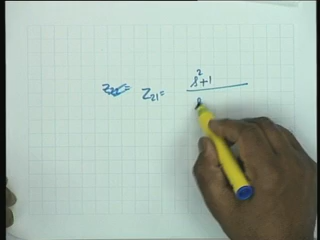 Z₂₁ = s²+1